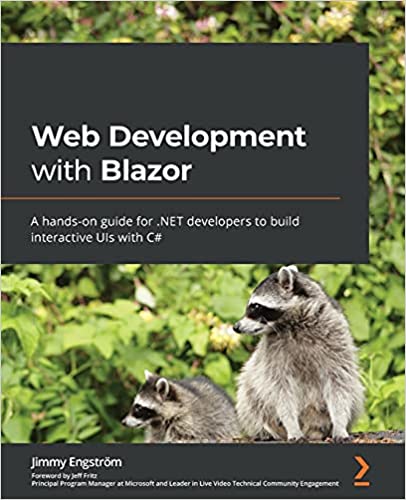 Web Development
with Blazor
A hands-on guide for .NET developers to build
interactive UIs with C#
Jimmy Engström
Foreword by Jeff Fritz
Principal Program Manager at Microsoft and Leader in Live Video Technical Community Engagement